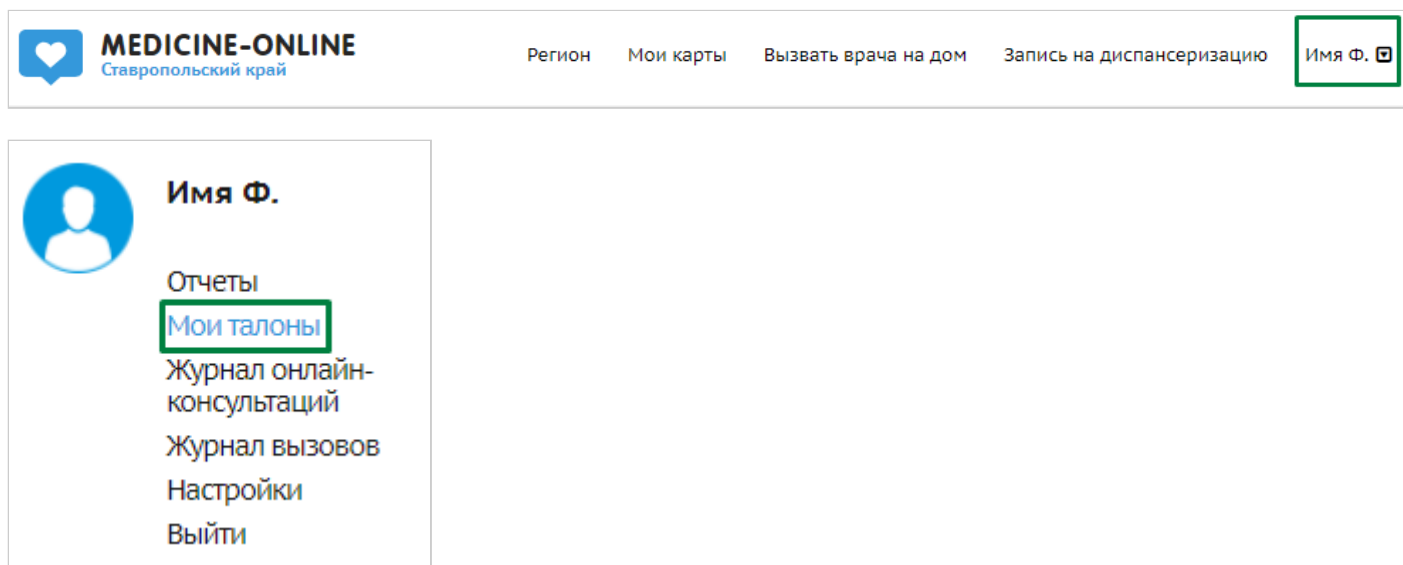 MEDICINE-ONLINE
Ставропольский край
Регион Мои карты Вызвать врача на дом Запись на диспансеризацию Имя Ф.
Имя Ф.
Отчеты
Мои талоны
Журнал онлайн-
консультаций
Журнал вызовов
Настройки
Выйти